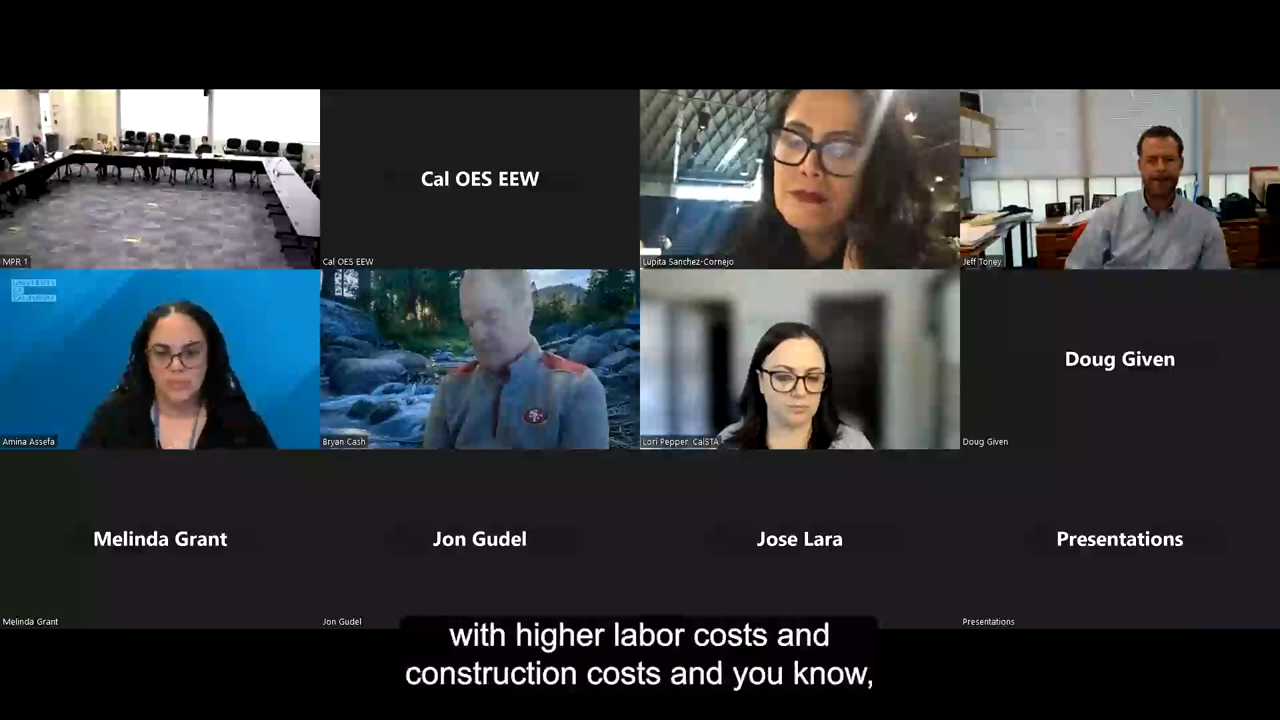 Cal OES EEW
MPR 1
Cal OES EEW
Lupita Sanchez-Cornejo
Jeff Toney
Doug Given
Amina Assefa
Bryan Cash
Lori Pepper CalSTA
Doug Given
Melinda Grant
Jon Gudel
Jose Lara
Presentations
Melinda Grant
Jon Gudel
Presentations
with higher labor costs and
construction costs and you know,